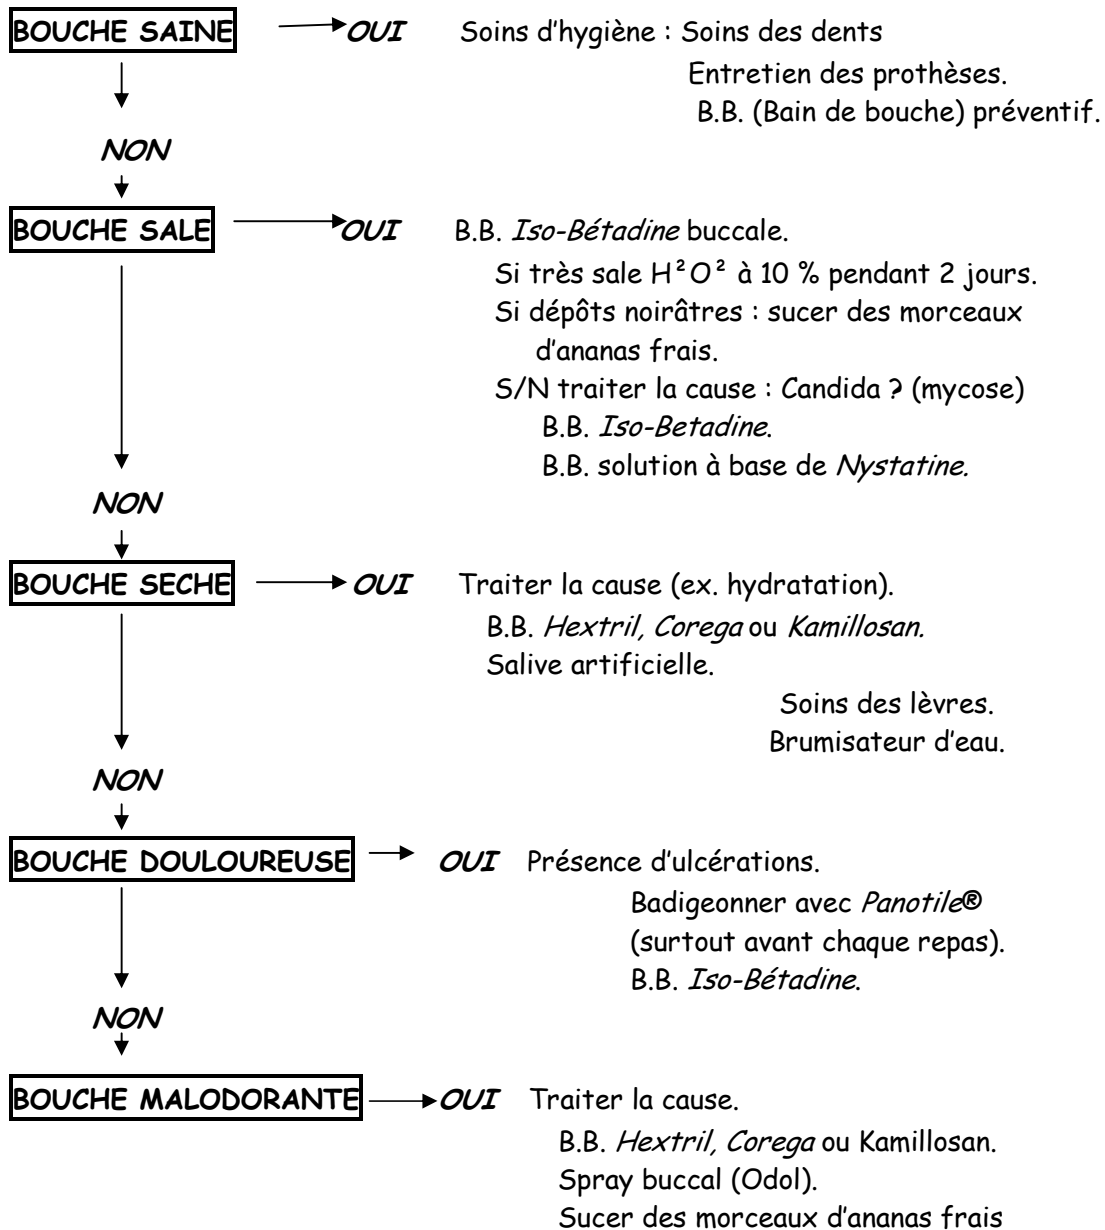 BOUCHE SAINE OUI Soins d'hygiène : Soins des dents
Entretien des prothèses.
B.B. (Bain de bouche) préventif.
NON
BOUCHE SALE OUI B.B. Iso-Bétadine buccale.
Si très sale H²O² à 10 % pendant 2 jours.
Si dépôts noirâtres : sucer des morceaux
d'ananas frais.
S/N traiter la cause : Candida ? (mycose)
B.B. Iso-Betadine.
B.B. solution à base de Nystatine.
NON
BOUCHE SECHE OUI Traiter la cause (ex. hydratation).
B.B. Hextril, Corega ou Kamillosan.
Salive artificielle.
Soins des lèvres.
Brumisateur d'eau.
NON
BOUCHE DOULOUREUSE OUI Présence d'ulcérations.
Badigeonner avec Panotile®
(surtout avant chaque repas).
B.B. Iso-Bétadine.
NON
BOUCHE MALODORANTE OUI Traiter la cause.
B.B. Hextril, Corega ou Kamillosan.
Spray buccal (Odol).
Sucer des morceaux d'ananas frais